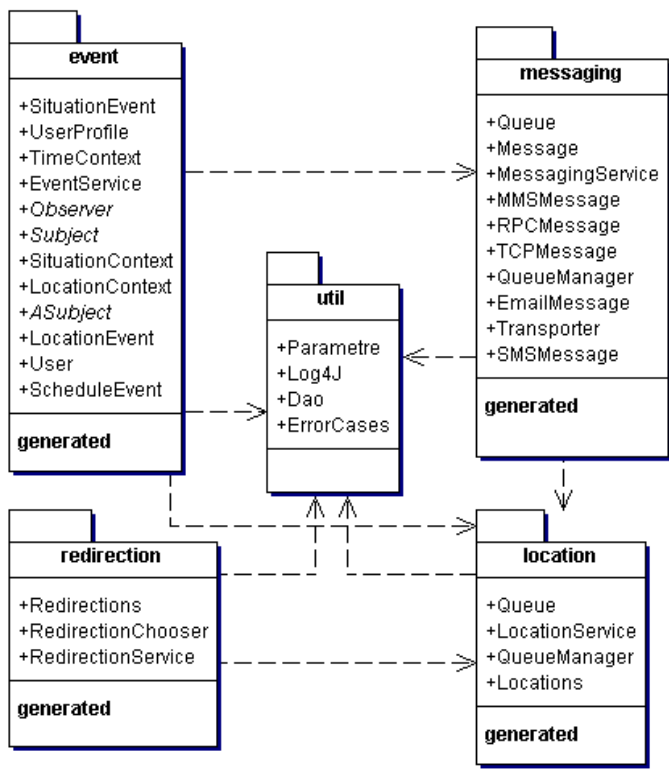 event
+SituationEvent
+UserProfile
+TimeContext
+EventService
+Observer
+Subject
+SituationContext
+LocationContext
+ASubject
+LocationEvent
+User
+ScheduleEvent
generated
messaging
+Queue
+Message
+MessagingService
+MMSMessage
+RPCMessage
+TCPMessage
+QueueManager
+EmailMessage
+Transporter
+SMSMessage
generated
util
+Parametre
+Log4J
+Dao
+ErrorCases
redirection
+Redirections
+RedirectionChooser
+RedirectionService
generated
location
+Queue
+LocationService
+QueueManager
+Locations
generated